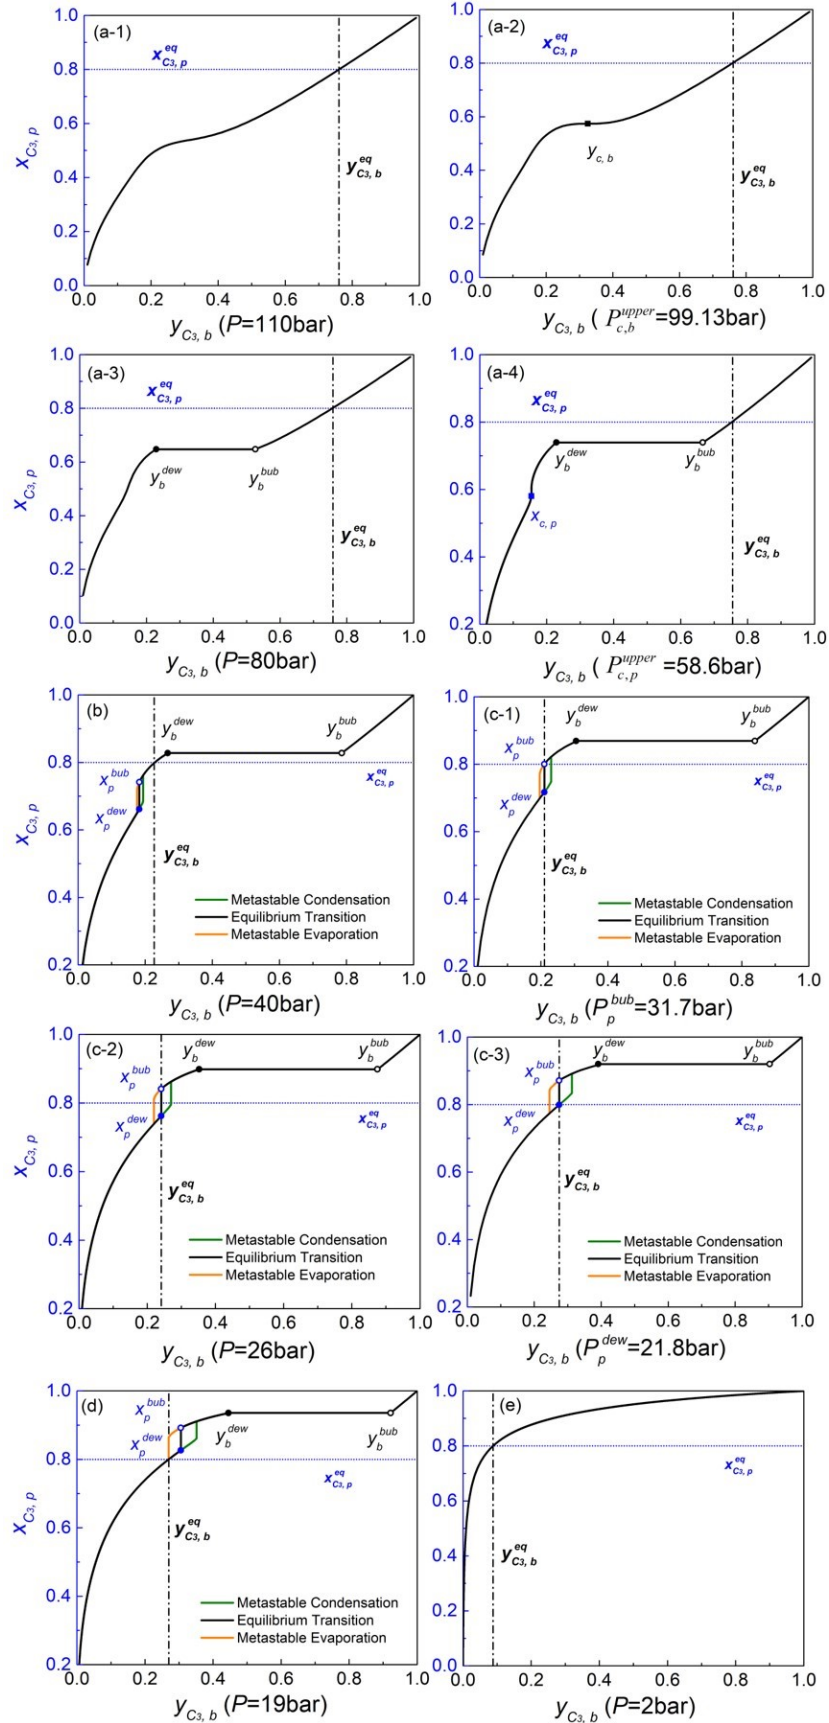 (a-1)
x_{C3, p}^{eq}
x_{C3, p}
1.0
0.8
0.6
0.4
0.2
0.0
y_{C3, b}^{eq}
0.0 0.2 0.4 0.6 0.8 1.0
y_{C3, b} (P=110bar)
(a-2)
x_{C3, p}^{eq}
1.0
0.8
0.6
0.4
0.2
0.0
y_{c, b}
y_{C3, b}^{eq}
0.0 0.2 0.4 0.6 0.8 1.0
y_{C3, b} ( P_{c,b}^{upper}=99.13bar)
(a-3)
x_{C3, p}^{eq}
x_{C3, p}
1.0
0.8
0.6
0.4
0.2
0.0
y_b^{dew} y_b^{bub}
y_{C3, b}^{eq}
0.0 0.2 0.4 0.6 0.8 1.0
y_{C3, b} (P=80bar)
(a-4)
x_{C3, p}^{eq}
1.0
0.8
0.6
0.4
0.2
y_b^{dew} y_b^{bub}
x_{c, p}
y_{C3, b}^{eq}
0.0 0.2 0.4 0.6 0.8 1.0
y_{C3, b} ( P_{c,p}^{upper} =58.6bar)
(b)
y_b^{dew} y_b^{bub}
x_{C3, p}
1.0
0.8
0.6
0.4
0.2
x_p^{bub}
x_{C3, p}^{eq}
x_p^{dew}
y_{C3, b}^{eq}
Metastable Condensation
Equilibrium Transition
Metastable Evaporation
0.0 0.2 0.4 0.6 0.8 1.0
y_{C3, b} (P=40bar)
(c-1)
y_b^{dew} y_b^{bub}
1.0
0.8
0.6
0.4
0.2
x_p^{bub}
x_{C3, p}^{eq}
x_p^{dew}
y_{C3, b}^{eq}
Metastable Condensation
Equilibrium Transition
Metastable Evaporation
0.0 0.2 0.4 0.6 0.8 1.0
y_{C3, b} (P_p^{bub}=31.7bar)
(c-2)
y_b^{dew} y_b^{bub}
x_{C3, p}
1.0
0.8
0.6
0.4
0.2
x_p^{bub}
x_p^{dew}
x_{C3, p}^{eq}
y_{C3, b}^{eq}
Metastable Condensation
Equilibrium Transition
Metastable Evaporation
0.0 0.2 0.4 0.6 0.8 1.0
y_{C3, b} (P=26bar)
(c-3)
y_b^{dew} y_b^{bub}
1.0
0.8
0.6
0.4
0.2
x_p^{bub}
x_p^{dew}
x_{C3, p}^{eq}
y_{C3, b}^{eq}
Metastable Condensation
Equilibrium Transition
Metastable Evaporation
0.0 0.2 0.4 0.6 0.8 1.0
y_{C3, b} (P_p^{dew}=21.8bar)
(d)
x_p^{bub}
x_p^{dew}
y_b^{dew} y_b^{bub}
x_{C3, p}
1.0
0.8
0.6
0.4
0.2
x_{C3, p}^{eq}
y_{C3, b}^{eq}
Metastable Condensation
Equilibrium Transition
Metastable Evaporation
0.0 0.2 0.4 0.6 0.8 1.0
y_{C3, b} (P=19bar)
(e)
1.0
0.8
0.6
0.4
0.2
0.0
x_{C3, p}^{eq}
y_{C3, b}^{eq}
0.0 0.2 0.4 0.6 0.8 1.0
y_{C3, b} (P=2bar)